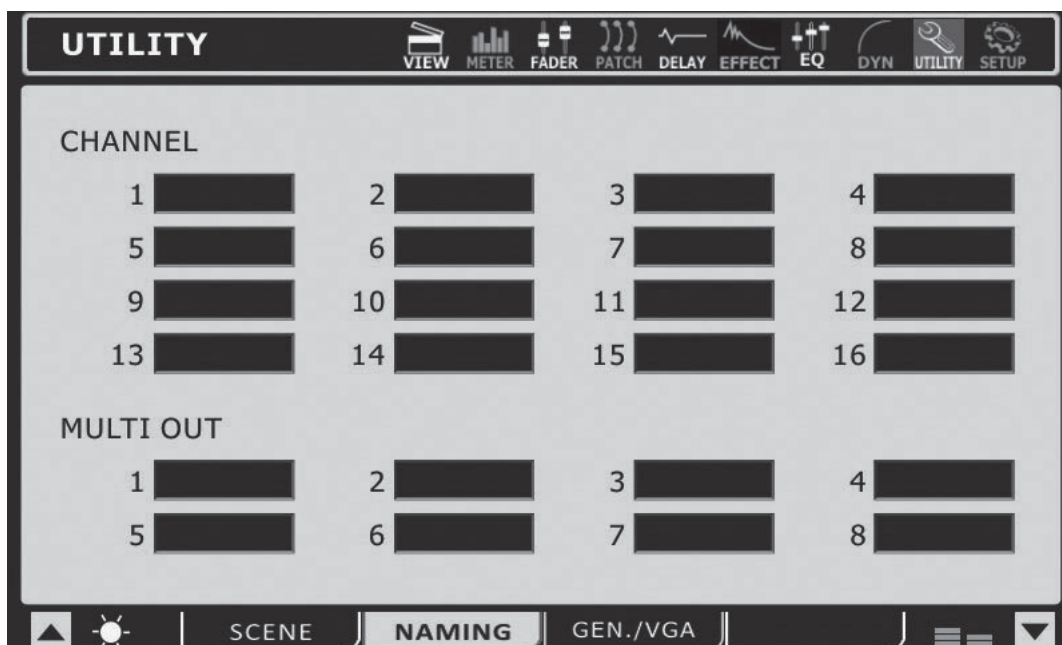 UTILITY
VIEW METER FADER PATCH DELAY EFFECT EQ DYN UTILITY SETUP
CHANNEL
1 2 3 4
5 6 7 8
9 10 11 12
13 14 15 16
MULTI OUT
1 2 3 4
5 6 7 8
SCENE NAMING GEN./VGA